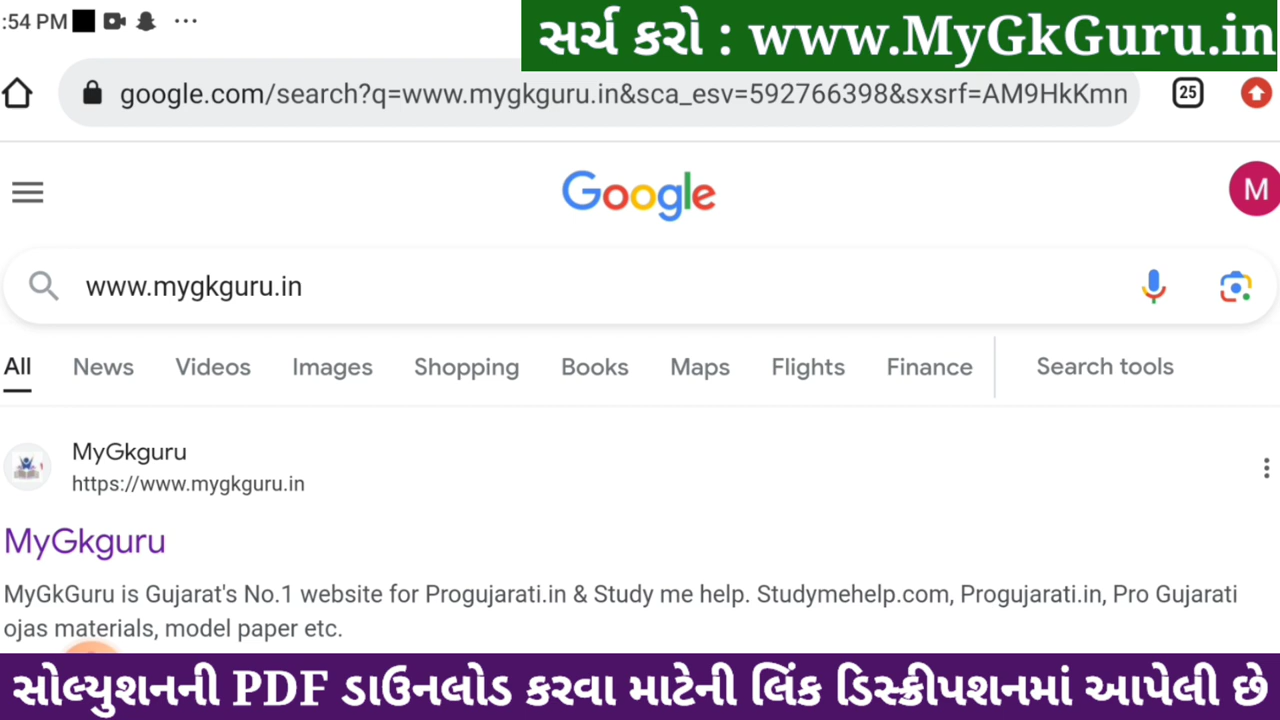 :54 PM
સર્ચ કરો : www.MyGkGuru.in
google.com/search?q=www.mygkguru.in&sca_esv=592766398&sxsrf=AM9HkKmn
25
Google
M
www.mygkguru.in
All News Videos Images Shopping Books Maps Flights Finance Search tools
MyGkguru
https://www.mygkguru.in
MyGkguru
MyGkGuru is Gujarat's No.1 website for Progujarati.in & Study me help. Studymehelp.com, Progujarati.in, Pro Gujarati
ojas materials, model paper etc.
સોલ્યુશનની PDF ડાઉનલોડ કરવા માટેની લિંક ડિસ્ક્રીપશનમાં આપેલી છે